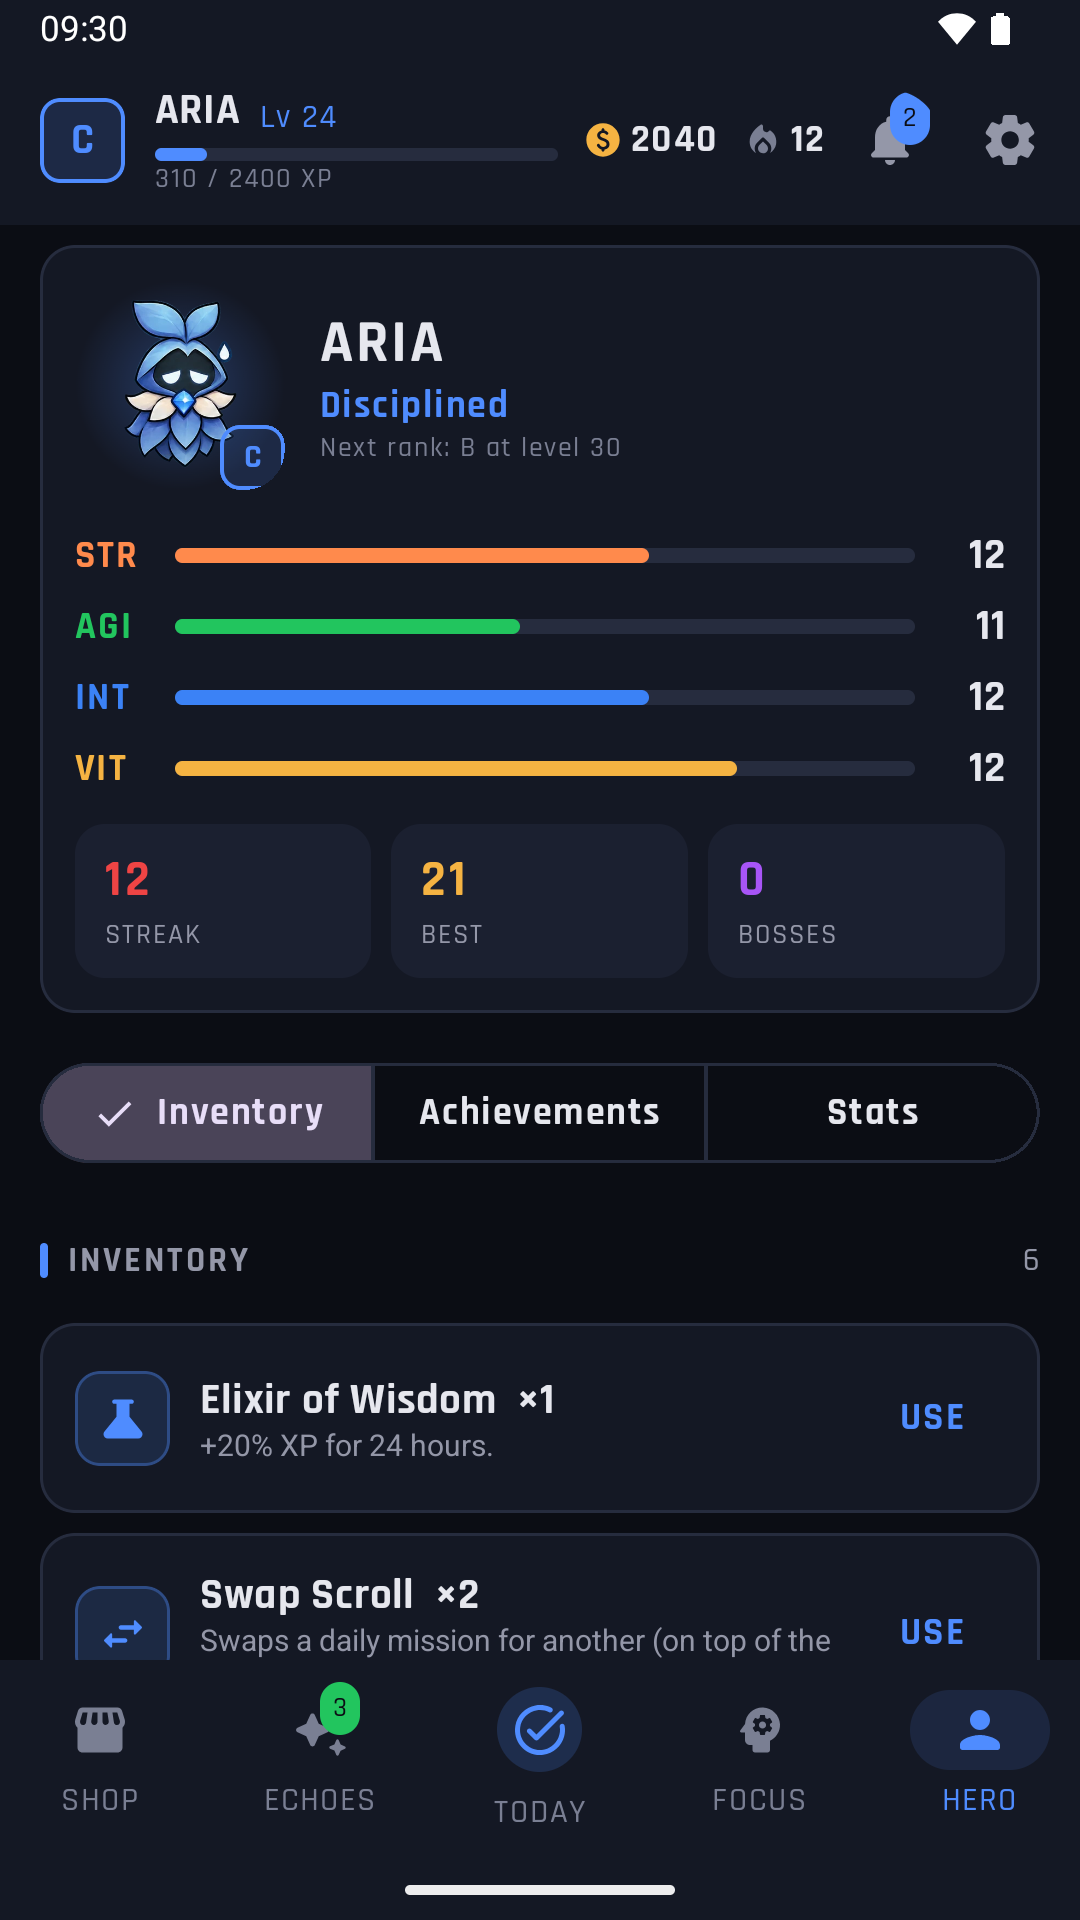 09:30
C
ARIA Lv 24
310 / 2400 XP
2040
12
2
ARIA
Disciplined
Next rank: B at level 30
C
STR 12
AGI 11
INT 12
VIT 12
12 21 0
STREAK BEST BOSSES
Inventory Achievements Stats
INVENTORY 6
Elixir of Wisdom ×1
+20% XP for 24 hours.
USE
Swap Scroll ×2
Swaps a daily mission for another (on top of the
USE
3
SHOP ECHOES TODAY FOCUS HERO